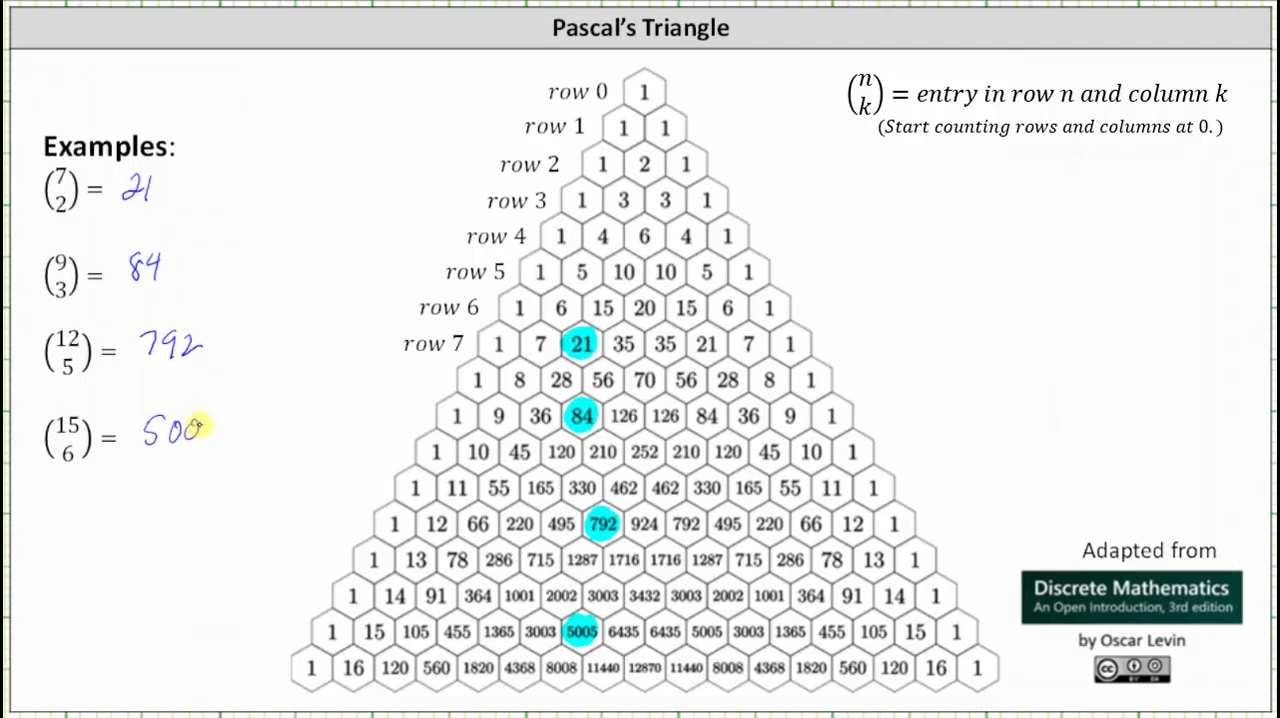 Pascal's Triangle
(n k) = entry in row n and column k
(Start counting rows and columns at 0.)
Examples:
(7 2) = 21
(9 3) = 84
(12 5) = 792
(15 6) = 500
row 0 1
row 1 1 1
row 2 1 2 1
row 3 1 3 3 1
row 4 1 4 6 4 1
row 5 1 5 10 10 5 1
row 6 1 6 15 20 15 6 1
row 7 1 7 21 35 35 21 7 1
1 8 28 56 70 56 28 8 1
1 9 36 84 126 126 84 36 9 1
1 10 45 120 210 252 210 120 45 10 1
1 11 55 165 330 462 462 330 165 55 11 1
1 12 66 220 495 792 924 792 495 220 66 12 1
1 13 78 286 715 1287 1716 1716 1287 715 286 78 13 1
1 14 91 364 1001 2002 3003 3432 3003 2002 1001 364 91 14 1
1 15 105 455 1365 3003 5005 6435 6435 5005 3003 1365 455 105 15 1
1 16 120 560 1820 4368 8008 11440 12870 11440 8008 4368 1820 560 120 16 1
Adapted from
Discrete Mathematics
An Open Introduction, 3rd edition
by Oscar Levin
cc
BY SA